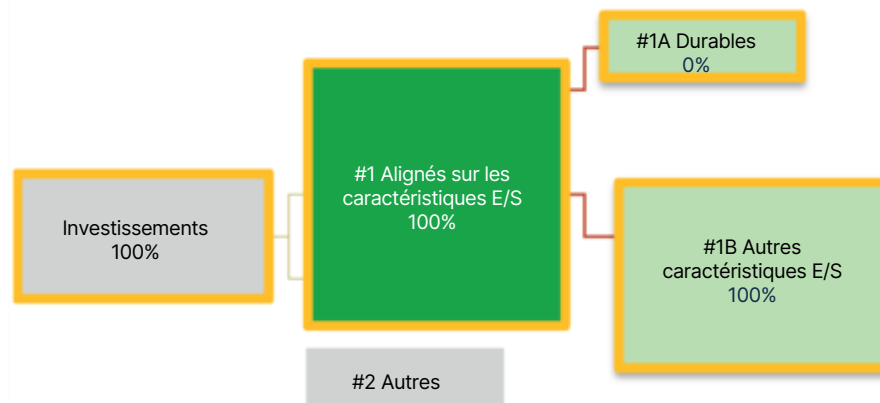 #1A Durables
0%
#1 Alignés sur les
caractéristiques E/S
100%
Investissements
100%
#1B Autres
caractéristiques E/S
100%
#2 Autres